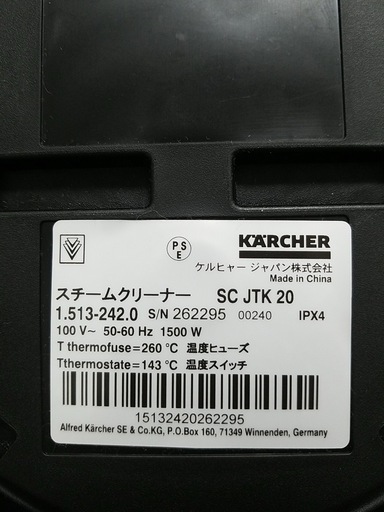 PS
E
KÄRCHER
ケルヒャー ジャパン株式会社
Made in China
スチームクリーナー SC JTK 20
1.513-242.0 S/N 262295 00240 IPX4
100 V~ 50-60 Hz 1500 W
T thermofuse=260 °C 温度ヒューズ
Tthermostate=143 °C 温度スイッチ
15132420262295
Alfred Kärcher SE & Co.KG, P.O.Box 160, 71349 Winnenden, Germany